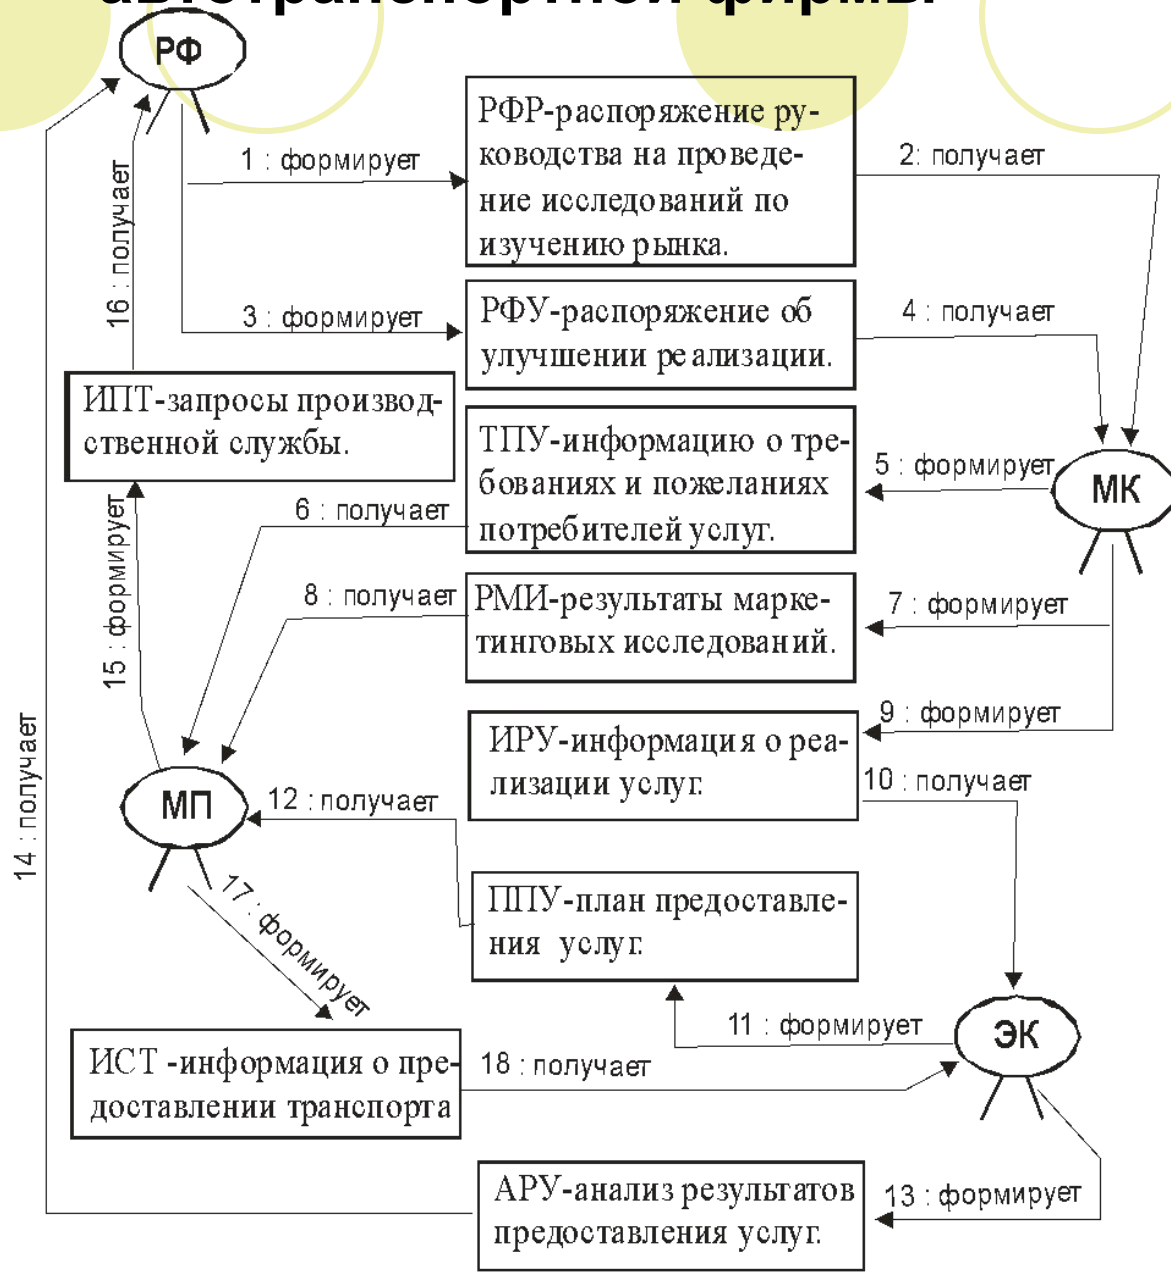 автотранспортной фирмы
РФ
РФР-распоряжение ру-
ководства на проведе-
ние исследований по
изучению рынка.
1 : формирует
2: получает
16 : получает
3 : формирует
РФУ-распоряжение об
улучшении реализации.
4 : получает
ИПТ-запросы производ-
ственной службы.
ТПУ-информацию о тре-
бованиях и пожеланиях
потребителей услуг.
5 : формирует
МК
6 : получает
15 : формирует
8 : получает
РМИ-результаты марке-
тинговых исследований.
7 : формирует
9 : формирует
ИРУ-информация о реа-
лизации услуг.
10 : получает
14 : получает
МП
12 : получает
ППУ-план предоставле-
ния услуг.
17 : формирует
11 : формирует
ЭК
ИСТ -информация о пре-
доставлении транспорта
18 : получает
АРУ-анализ результатов
предоставления услуг.
13 : формирует